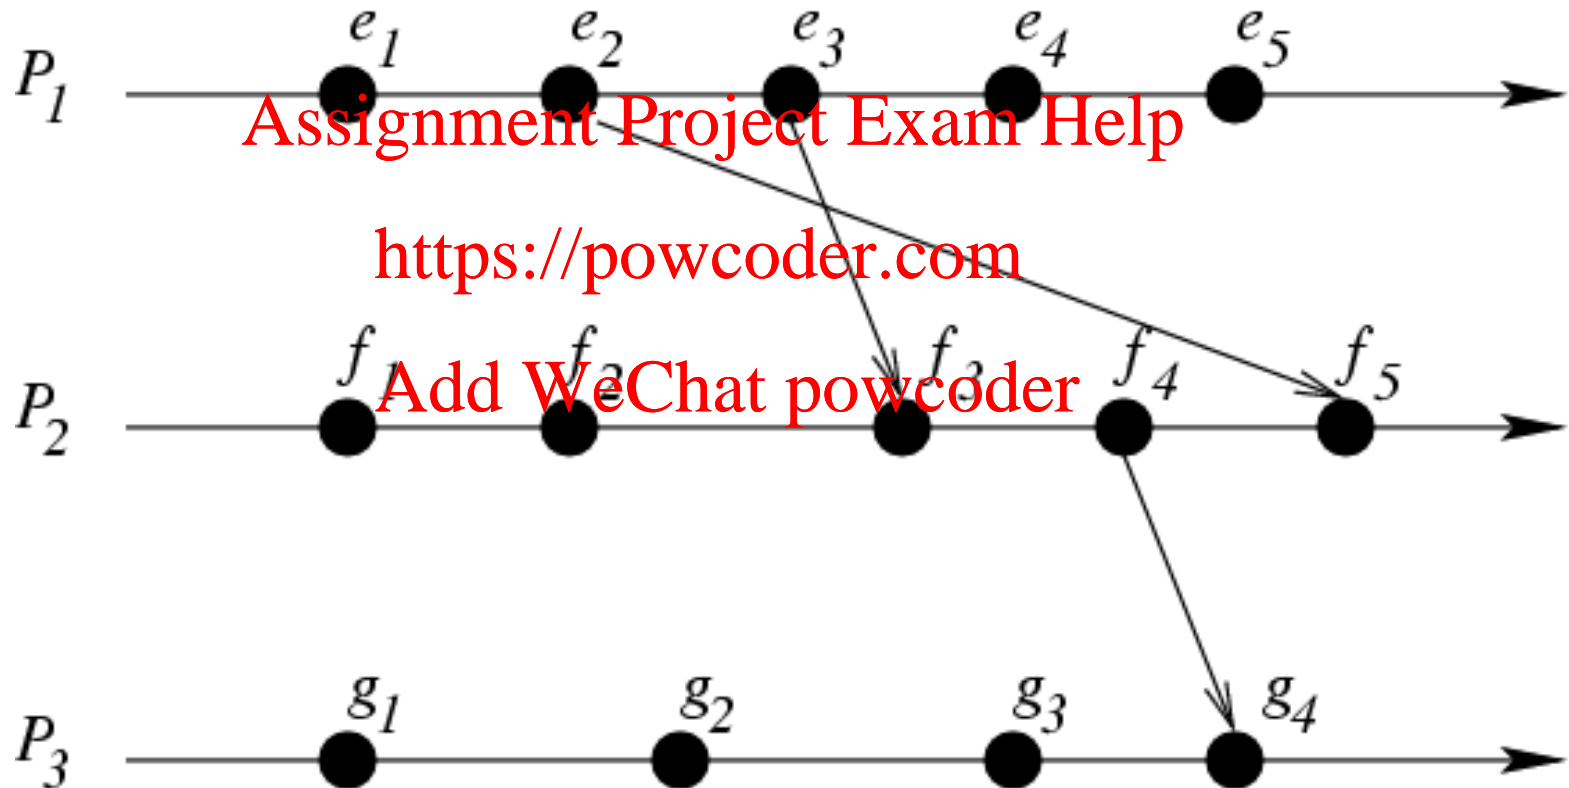 e1 e2 e3 e4 e5
P1
Assignment Project Exam Help
https://powcoder.com
f1 f2 f3 f4 f5
Add WeChat powcoder
P2
g1 g2 g3 g4
P3